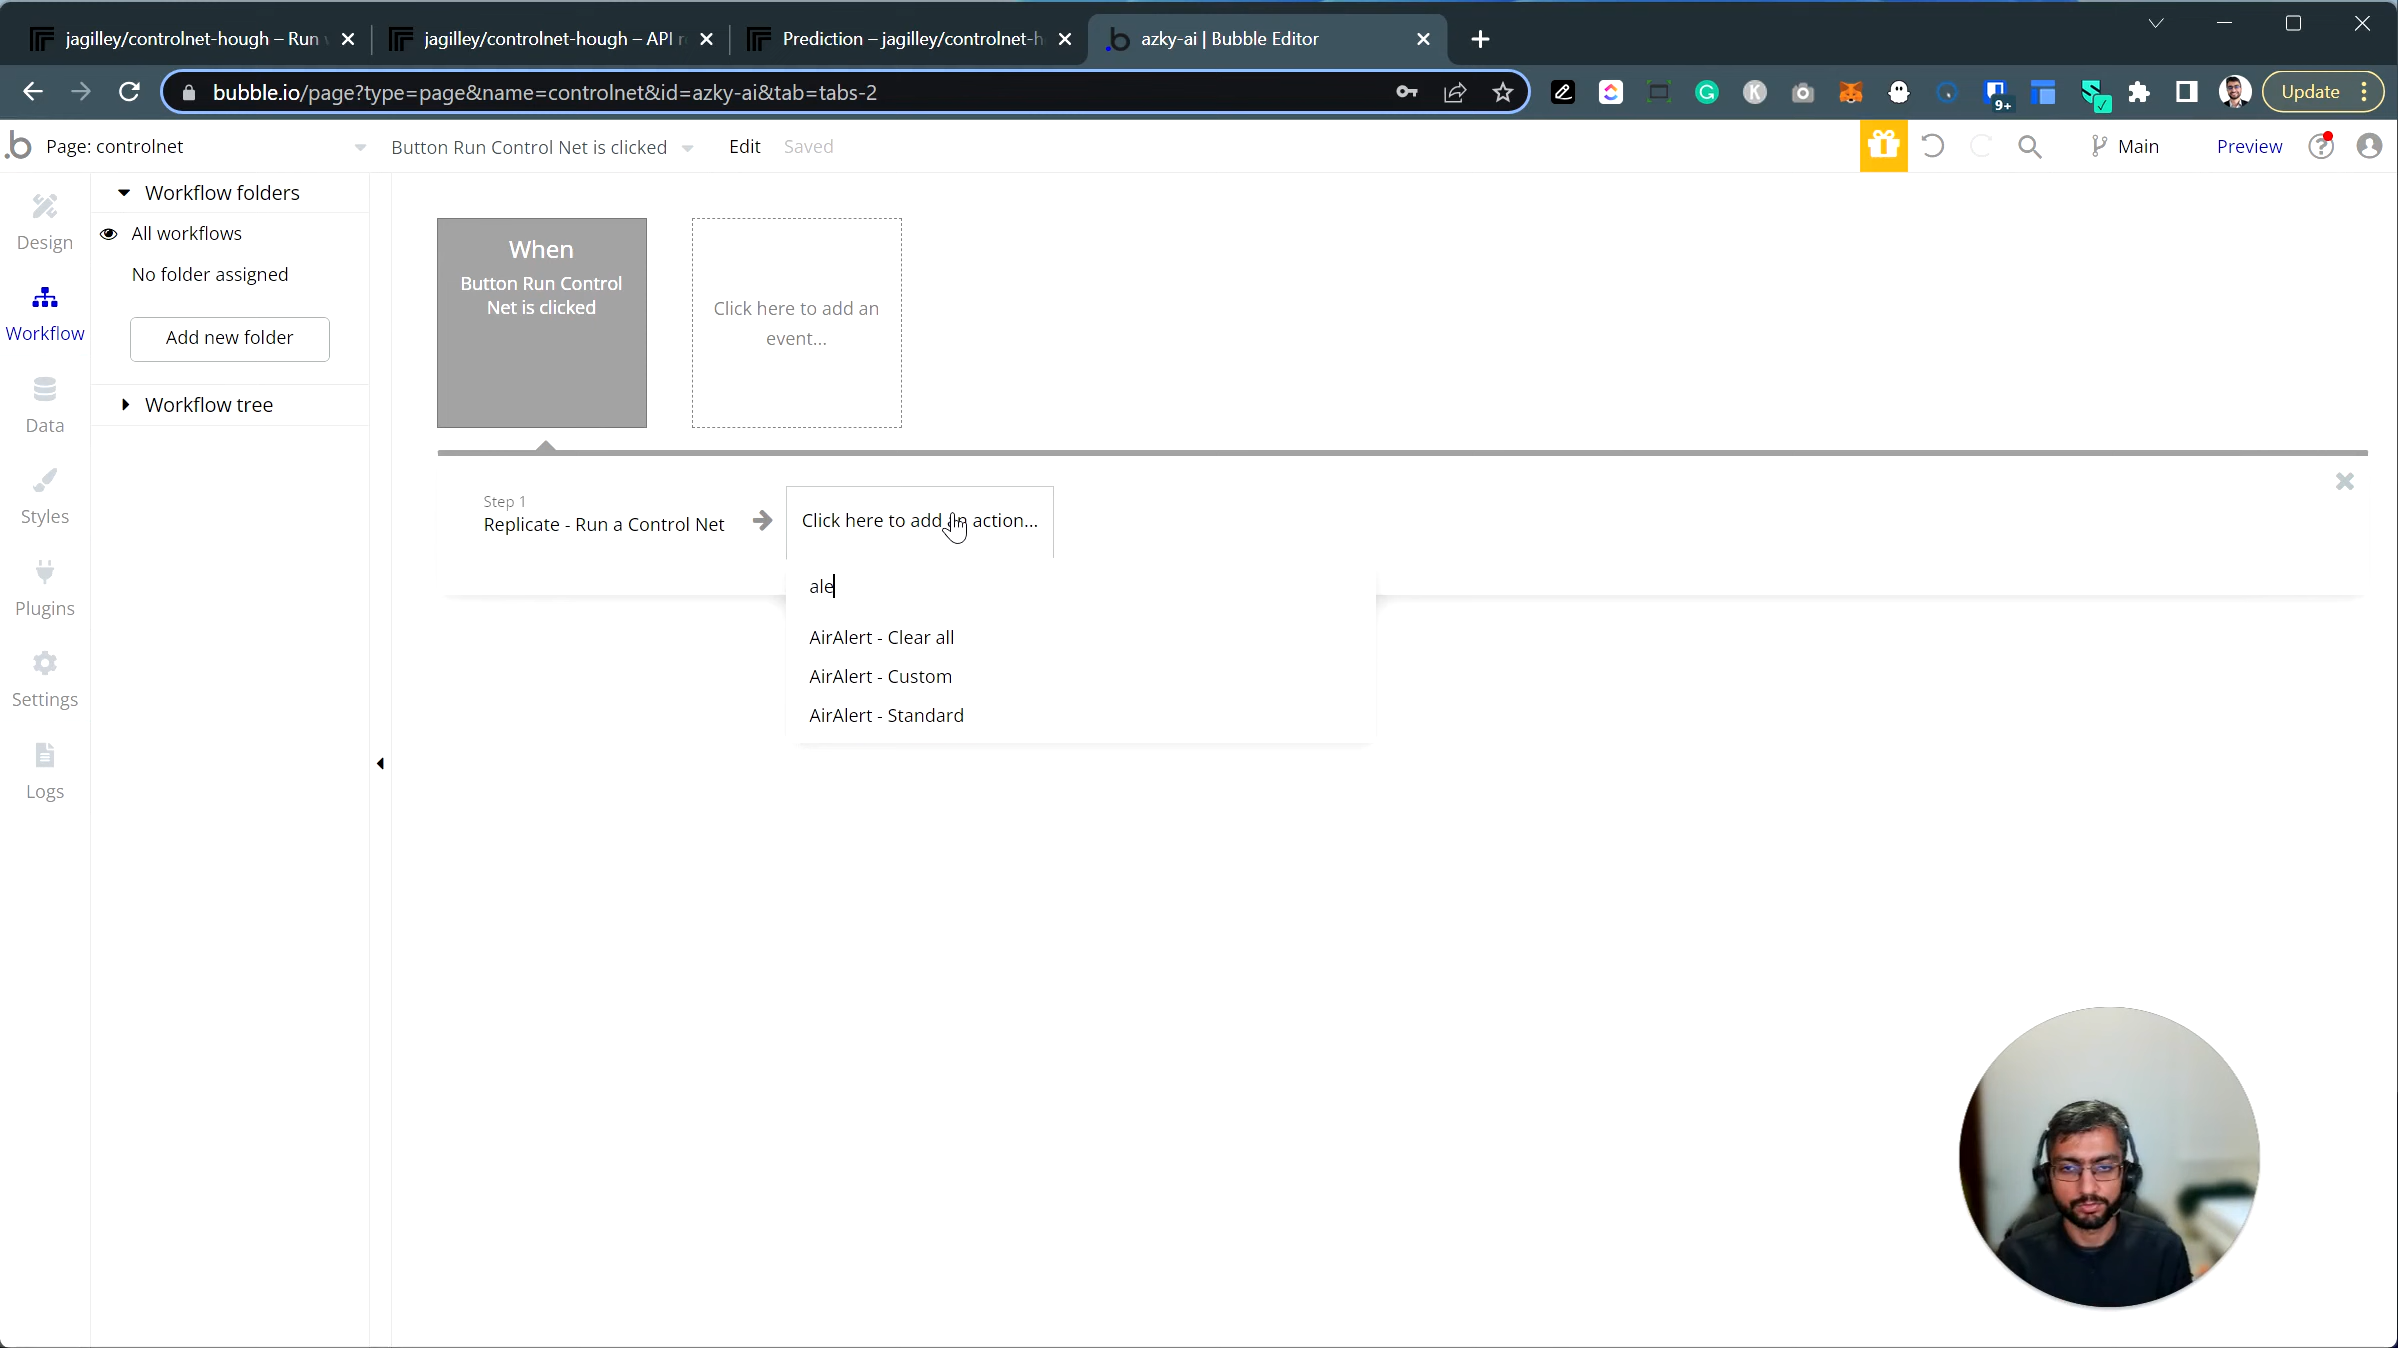 jagilley/controlnet-hough – Run
jagilley/controlnet-hough – API r
Prediction – jagilley/controlnet-h
azky-ai | Bubble Editor
bubble.io/page?type=page&name=controlnet&id=azky-ai&tab=tabs-2
9+
Update
Page: controlnet
Button Run Control Net is clicked
Edit
Saved
Main
Preview
Design
Workflow
Data
Styles
Plugins
Settings
Logs
Workflow folders
All workflows
No folder assigned
Add new folder
Workflow tree
When
Button Run Control
Net is clicked
Click here to add an
event...
Step 1
Replicate - Run a Control Net
Click here to add an action...
ale
AirAlert - Clear all
AirAlert - Custom
AirAlert - Standard